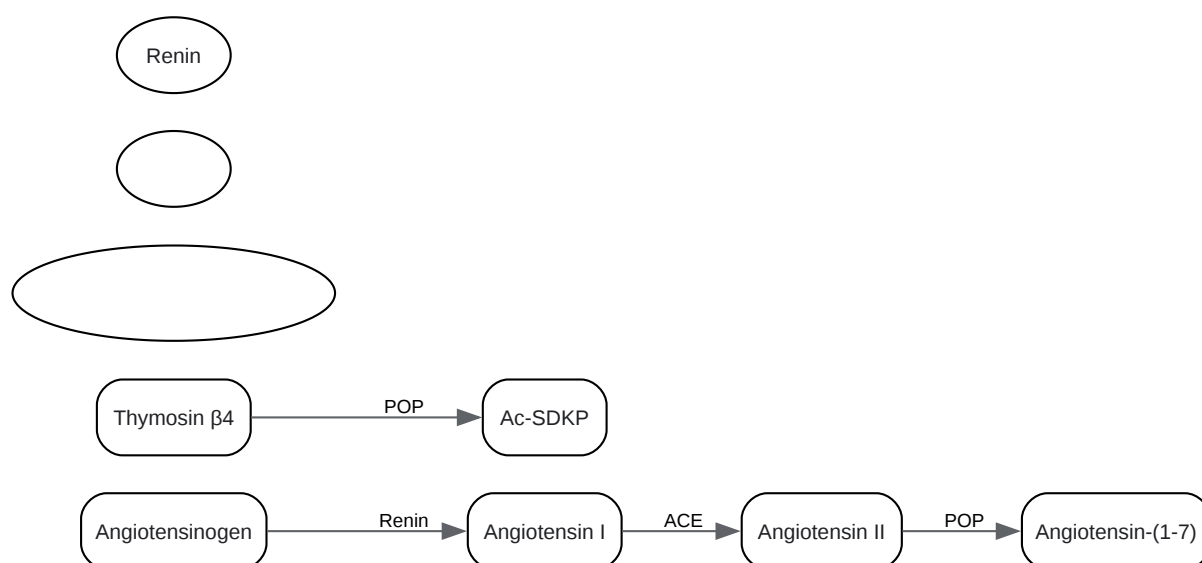 Renin
Thymosin β4
POP
Ac-SDKP
Angiotensinogen
Renin
Angiotensin I
ACE
Angiotensin II
POP
Angiotensin-(1-7)